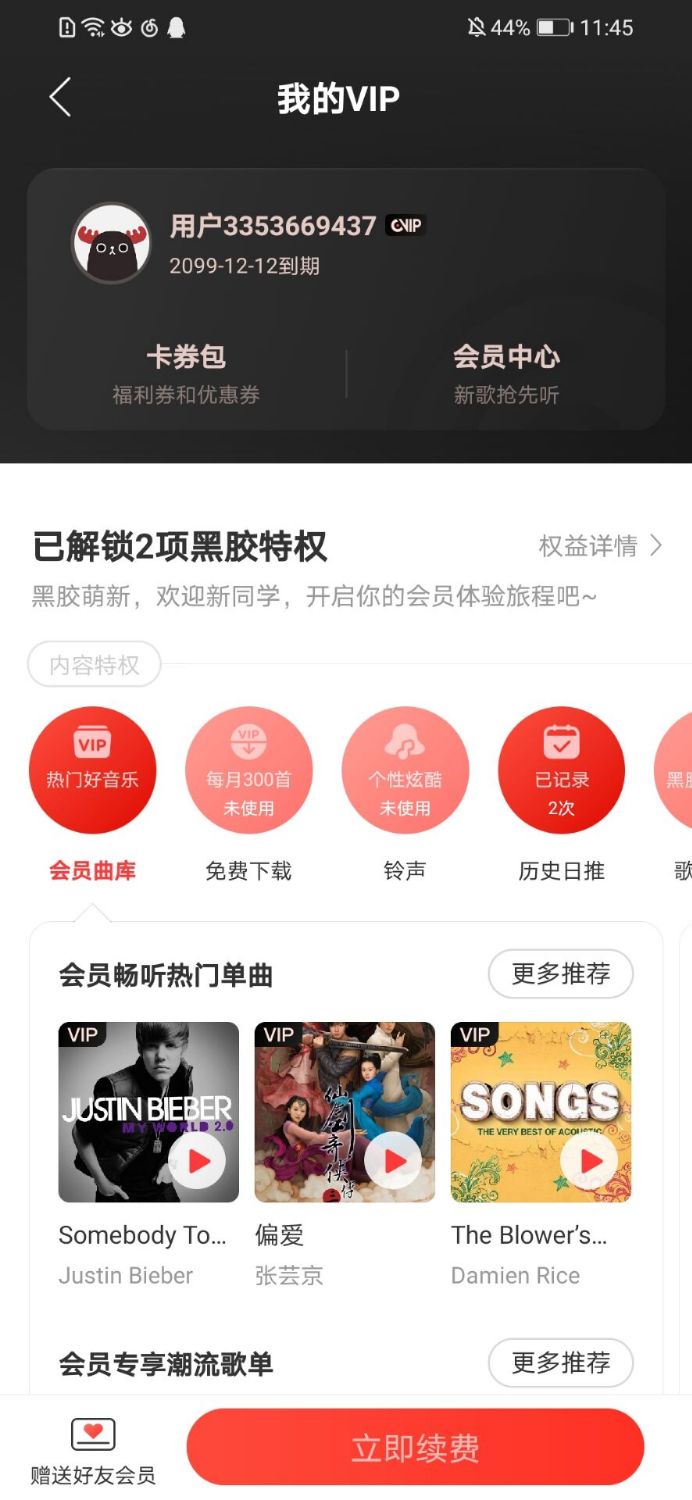 44% 11:45
我的VIP
用户3353669437 VIP
2099-12-12到期
卡券包 会员中心
福利券和优惠券 新歌抢先听
已解锁2项黑胶特权 权益详情
黑胶萌新，欢迎新同学，开启你的会员体验旅程吧~
内容特权
VIP VIP
热门好音乐 每月300首 个性炫酷 已记录 黑胶
未使用 未使用 2次
会员曲库 免费下载 铃声 历史日推 歌
会员畅听热门单曲 更多推荐
VIP VIP VIP
JUSTIN BIEBER
MY WORLD 2.0
仙剑奇侠传
三
SONGS
THE VERY BEST OF ACOUSTIC
Somebody To... 偏爱 The Blower’s...
Justin Bieber 张芸京 Damien Rice
会员专享潮流歌单 更多推荐
赠送好友会员 立即续费